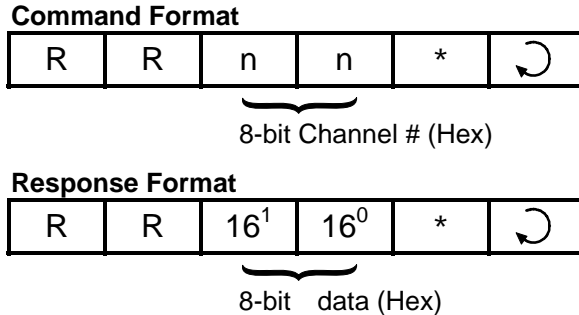 Command Format
R R n n *
8-bit Channel # (Hex)
Response Format
R R 16¹ 16⁰ *
8-bit data (Hex)